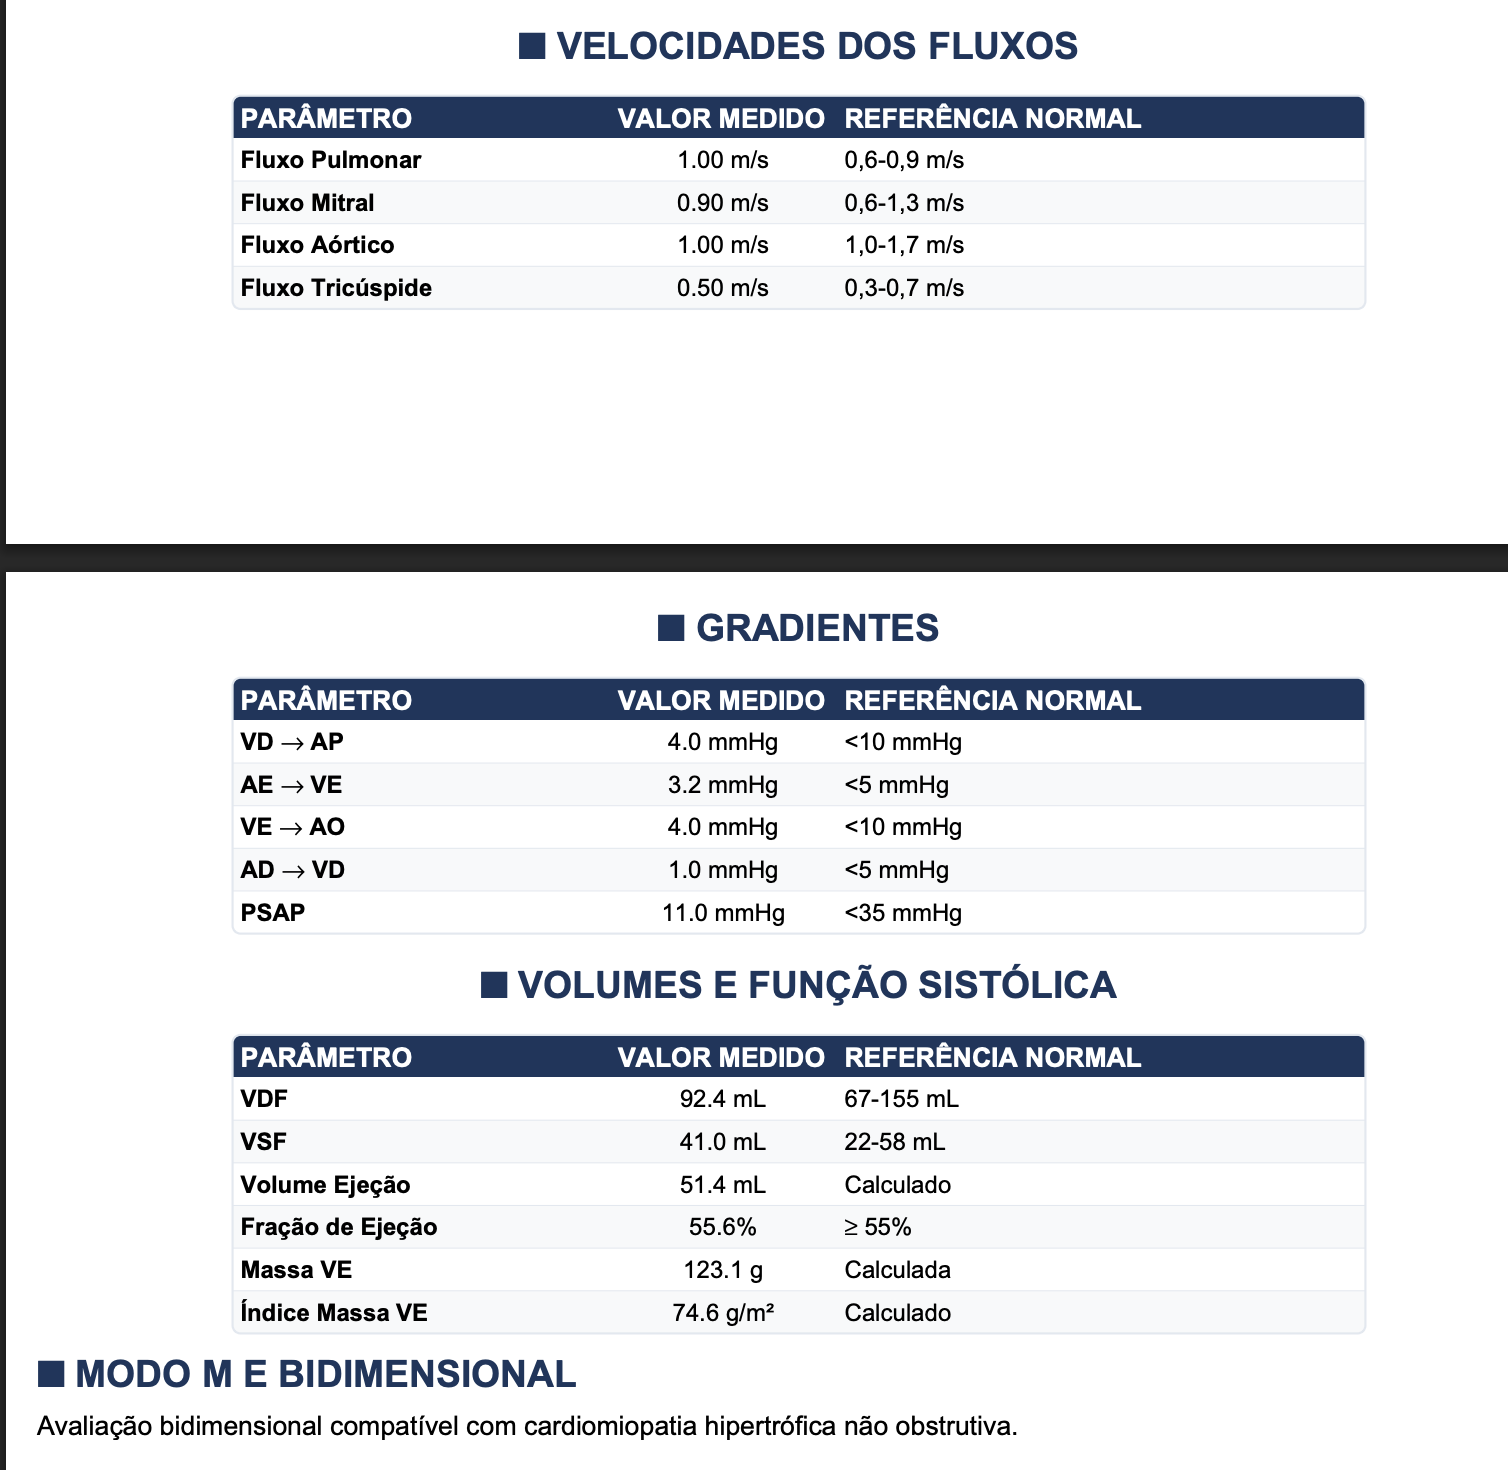 ■ VELOCIDADES DOS FLUXOS
PARÂMETRO VALOR MEDIDO REFERÊNCIA NORMAL
Fluxo Pulmonar 1.00 m/s 0,6-0,9 m/s
Fluxo Mitral 0.90 m/s 0,6-1,3 m/s
Fluxo Aórtico 1.00 m/s 1,0-1,7 m/s
Fluxo Tricúspide 0.50 m/s 0,3-0,7 m/s
■ GRADIENTES
PARÂMETRO VALOR MEDIDO REFERÊNCIA NORMAL
VD → AP 4.0 mmHg <10 mmHg
AE → VE 3.2 mmHg <5 mmHg
VE → AO 4.0 mmHg <10 mmHg
AD → VD 1.0 mmHg <5 mmHg
PSAP 11.0 mmHg <35 mmHg
■ VOLUMES E FUNÇÃO SISTÓLICA
PARÂMETRO VALOR MEDIDO REFERÊNCIA NORMAL
VDF 92.4 mL 67-155 mL
VSF 41.0 mL 22-58 mL
Volume Ejeção 51.4 mL Calculado
Fração de Ejeção 55.6% ≥ 55%
Massa VE 123.1 g Calculada
Índice Massa VE 74.6 g/m² Calculado
■ MODO M E BIDIMENSIONAL
Avaliação bidimensional compatível com cardiomiopatia hipertrófica não obstrutiva.